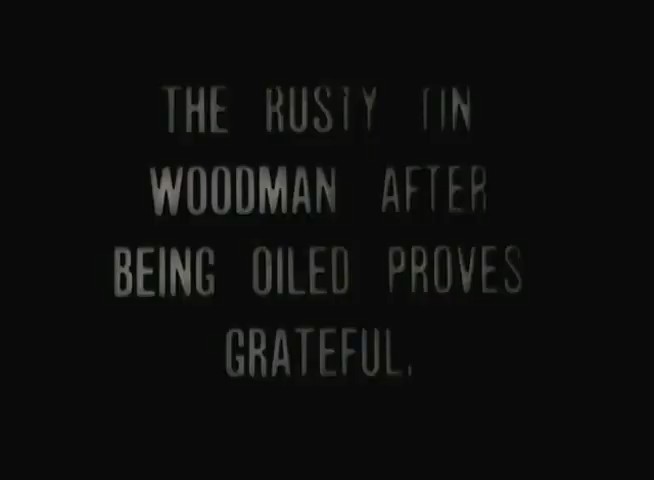 THE RUSTY TIN
WOODMAN AFTER
BEING OILED PROVES
GRATEFUL.